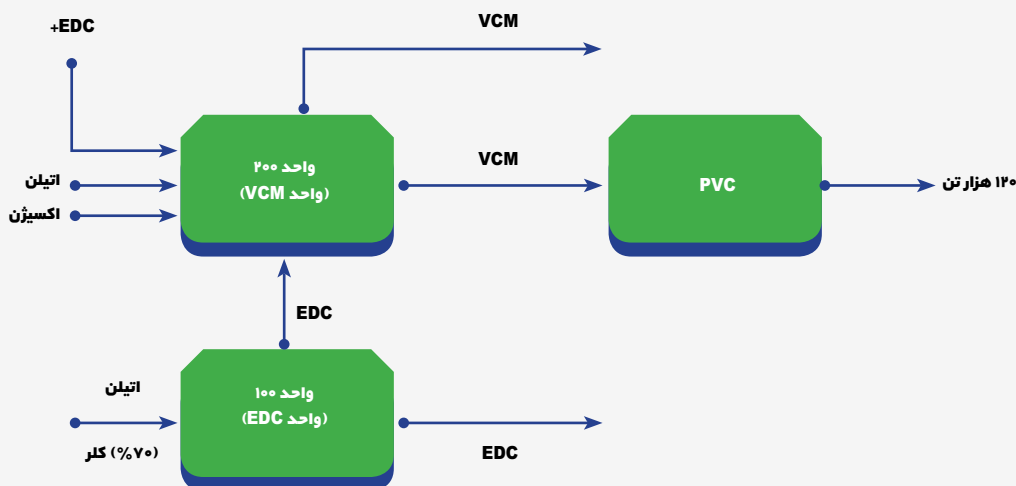 VCM
+EDC
واحد ۲۰۰
(واحد VCM)
اتیلن
اکسیژن
VCM
PVC
۱۲۰ هزار تن
EDC
واحد ۱۰۰
(واحد EDC)
اتیلن
(۷۰%) کلر
EDC